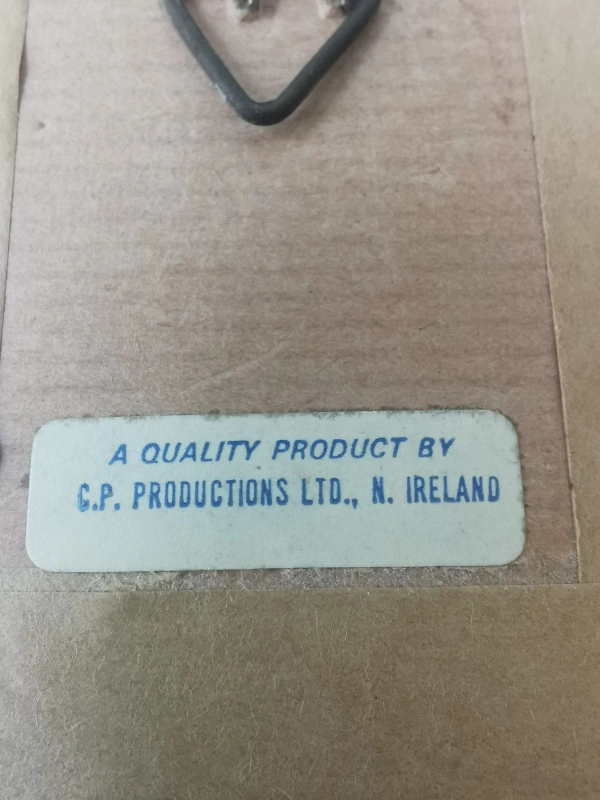 A QUALITY PRODUCT BY
C.P. PRODUCTIONS LTD., N. IRELAND